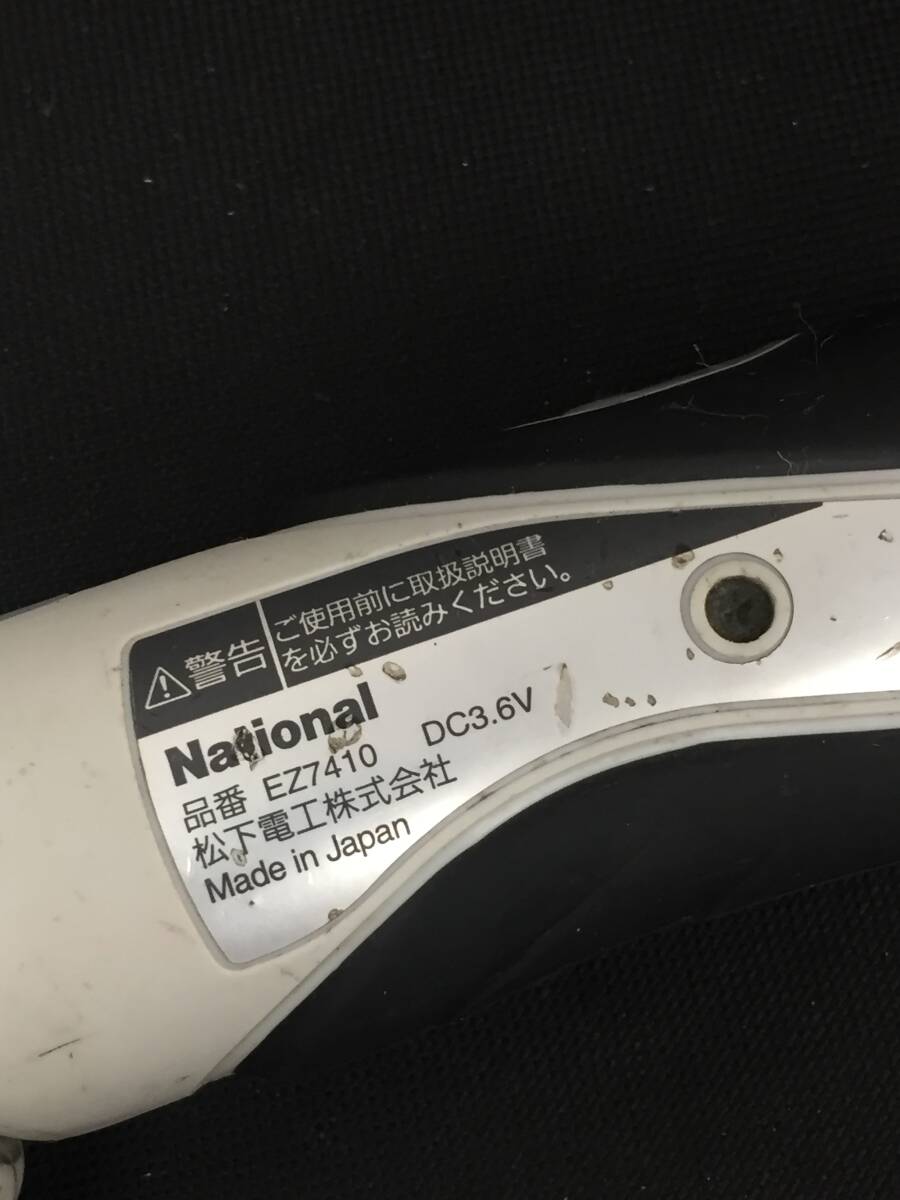 警告
ご使用前に取扱説明書
を必ずお読みください。
National
品番 EZ7410 DC3.6V
松下電工株式会社
Made in Japan